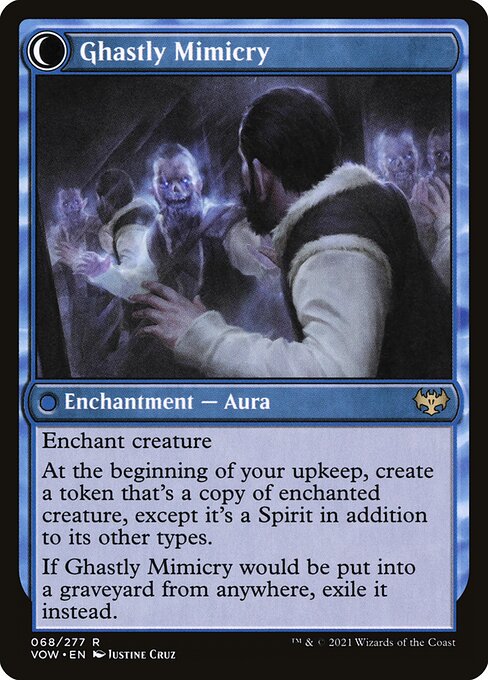 Ghastly Mimicry
Enchantment — Aura
Enchant creature
At the beginning of your upkeep, create
a token that's a copy of enchanted
creature, except it's a Spirit in addition
to its other types.
If Ghastly Mimicry would be put into
a graveyard from anywhere, exile it
instead.
068/277 R
VOW • EN Justine Cruz
™ & © 2021 Wizards of the Coast